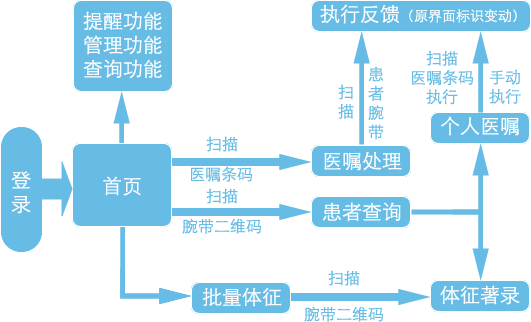 提醒功能
管理功能
查询功能
执行反馈（原界面标识变动）
扫描
患者腕带
扫描
医嘱条码
执行
手动
执行
个人医嘱
登录
首页
扫描
医嘱条码
医嘱处理
扫描
腕带二维码
患者查询
批量体征
扫描
腕带二维码
体征著录